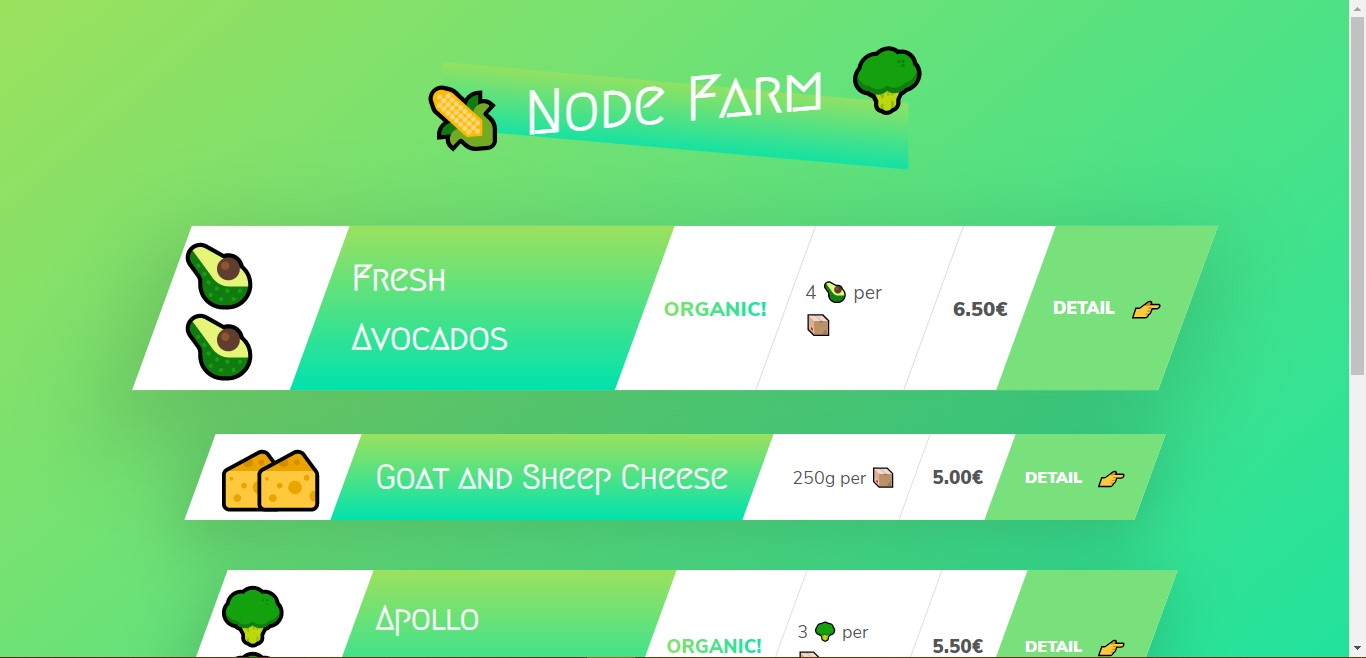 Node Farm
Fresh
Avocados
ORGANIC!
4 🥑 per
📦
6.50€
DETAIL 👉
Goat and Sheep Cheese
250g per 📦
5.00€
DETAIL 👉
Apollo
ORGANIC!
3 🥦 per
5.50€
DETAIL 👉